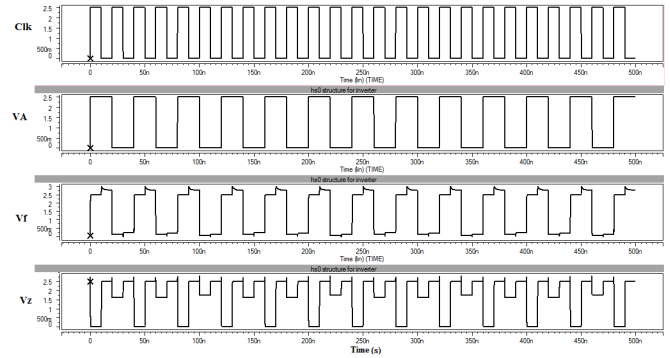 Clk
2.5
2
1.5
1
500m
0
0 50n 100n 150n 200n 250n 300n 350n 400n 450n 500n
Time (lin) (TIME)
hs0 structure for inverter
VA
2.5
2
1.5
1
500m
0
0 50n 100n 150n 200n 250n 300n 350n 400n 450n 500n
Time (lin) (TIME)
hs0 structure for inverter
Vf
3
2.5
2
1.5
1
500m
0
0 50n 100n 150n 200n 250n 300n 350n 400n 450n 500n
Time (lin) (TIME)
hs0 structure for inverter
Vz
2.5
2
1.5
1
500m
0
0 50n 100n 150n 200n 250n 300n 350n 400n 450n 500n
Time (s)